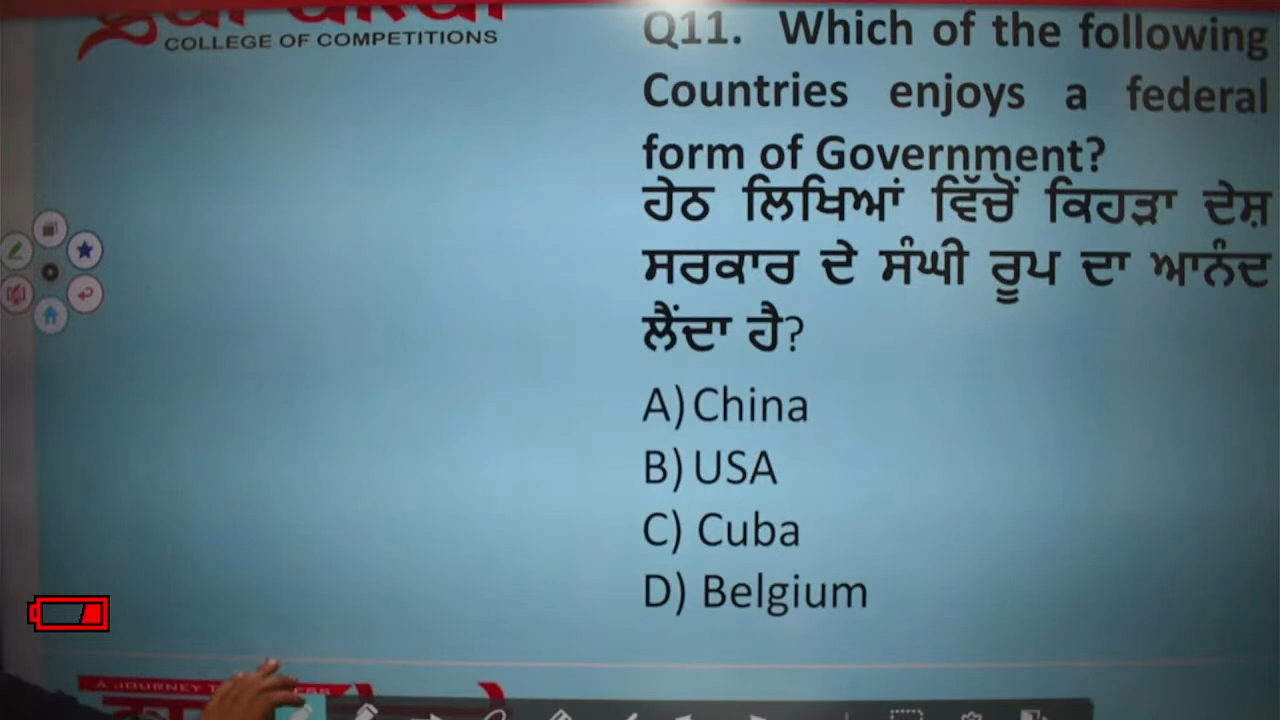 COLLEGE OF COMPETITIONS
Q11. Which of the following
Countries enjoys a federal
form of Government?
ਹੇਠ ਲਿਖਿਆਂ ਵਿੱਚੋਂ ਕਿਹੜਾ ਦੇਸ਼
ਸਰਕਾਰ ਦੇ ਸੰਘੀ ਰੂਪ ਦਾ ਆਨੰਦ
ਲੈਂਦਾ ਹੈ?
A) China
B) USA
C) Cuba
D) Belgium
A JOURNEY